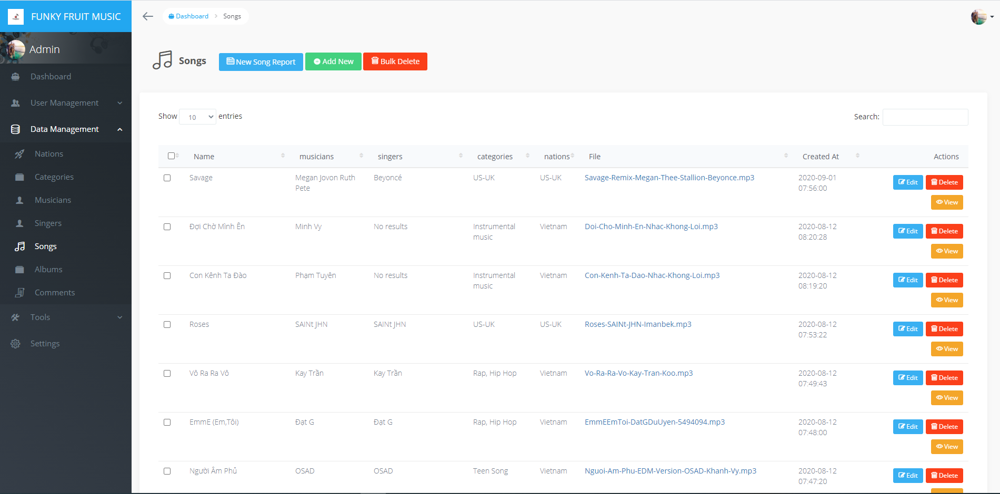 FUNKY FRUIT MUSIC
Dashboard > Songs
Admin
Dashboard
User Management
Data Management
Nations
Categories
Musicians
Singers
Songs
Albums
Comments
Tools
Settings
Songs New Song Report Add New Bulk Delete
Show 10 entries Search:
Name musicians singers categories nations File Created At Actions
Savage Megan Jovon Ruth Beyoncé US-UK US-UK Savage-Remix-Megan-Thee-Stallion-Beyonce.mp3 2020-09-01 Edit Delete
Pete 07:56:00
View
Đợi Chờ Mình Ên Minh Vy No results Instrumental Vietnam Doi-Cho-Minh-En-Nhac-Khong-Loi.mp3 2020-08-12 Edit Delete
music 08:20:28
View
Con Kênh Ta Đào Phạm Tuyên No results Instrumental Vietnam Con-Kenh-Ta-Dao-Nhac-Khong-Loi.mp3 2020-08-12 Edit Delete
music 08:19:20
View
Roses SAINt JHN SAINt JHN US-UK US-UK Roses-SAINt-JHN-Imanbek.mp3 2020-08-12 Edit Delete
07:53:22
View
Vô Ra Ra Vô Kay Trần Kay Trần Rap, Hip Hop Vietnam Vo-Ra-Ra-Vo-Kay-Tran-Koo.mp3 2020-08-12 Edit Delete
07:49:43
View
EmmE (Em,Tôi) Đạt G Đạt G Rap, Hip Hop Vietnam EmmEEmToi-DatGDuUyen-5494094.mp3 2020-08-12 Edit Delete
07:48:00
View
Người Âm Phủ OSAD OSAD Teen Song Vietnam Nguoi-Am-Phu-EDM-Version-OSAD-Khanh-Vy.mp3 2020-08-12 Edit Delete
07:47:20